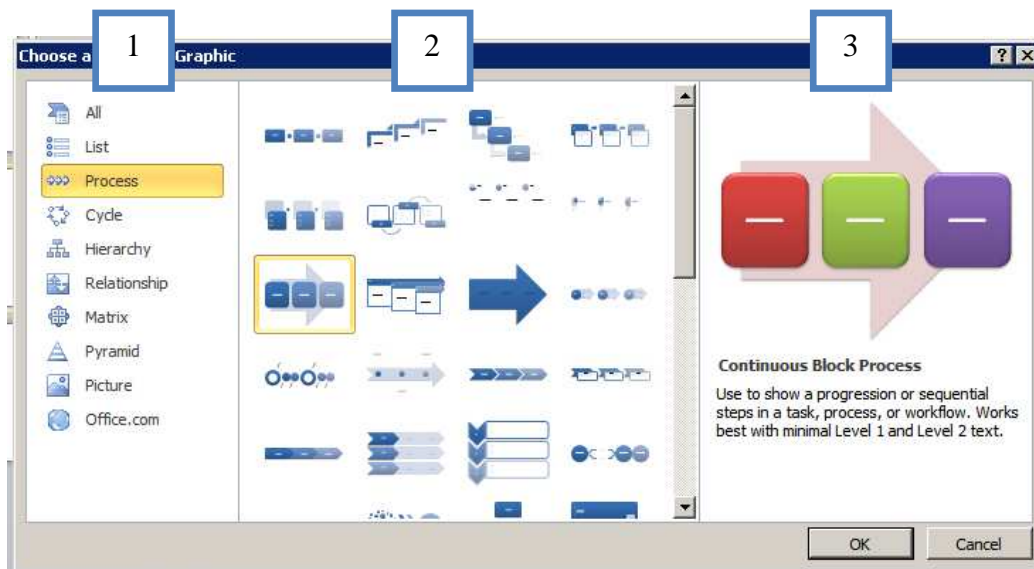 1
2
3
Choose a Graphic
All
List
Process
Cycle
Hierarchy
Relationship
Matrix
Pyramid
Picture
Office.com
Continuous Block Process
Use to show a progression or sequential
steps in a task, process, or workflow. Works
best with minimal Level 1 and Level 2 text.
OK
Cancel